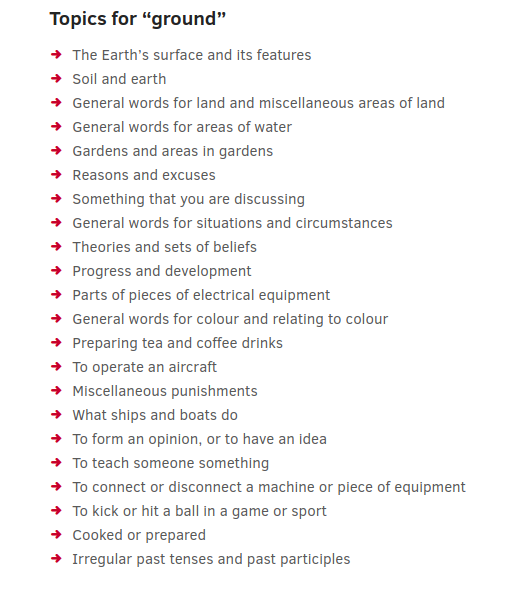 Topics for “ground”
The Earth's surface and its features
Soil and earth
General words for land and miscellaneous areas of land
General words for areas of water
Gardens and areas in gardens
Reasons and excuses
Something that you are discussing
General words for situations and circumstances
Theories and sets of beliefs
Progress and development
Parts of pieces of electrical equipment
General words for colour and relating to colour
Preparing tea and coffee drinks
To operate an aircraft
Miscellaneous punishments
What ships and boats do
To form an opinion, or to have an idea
To teach someone something
To connect or disconnect a machine or piece of equipment
To kick or hit a ball in a game or sport
Cooked or prepared
Irregular past tenses and past participles